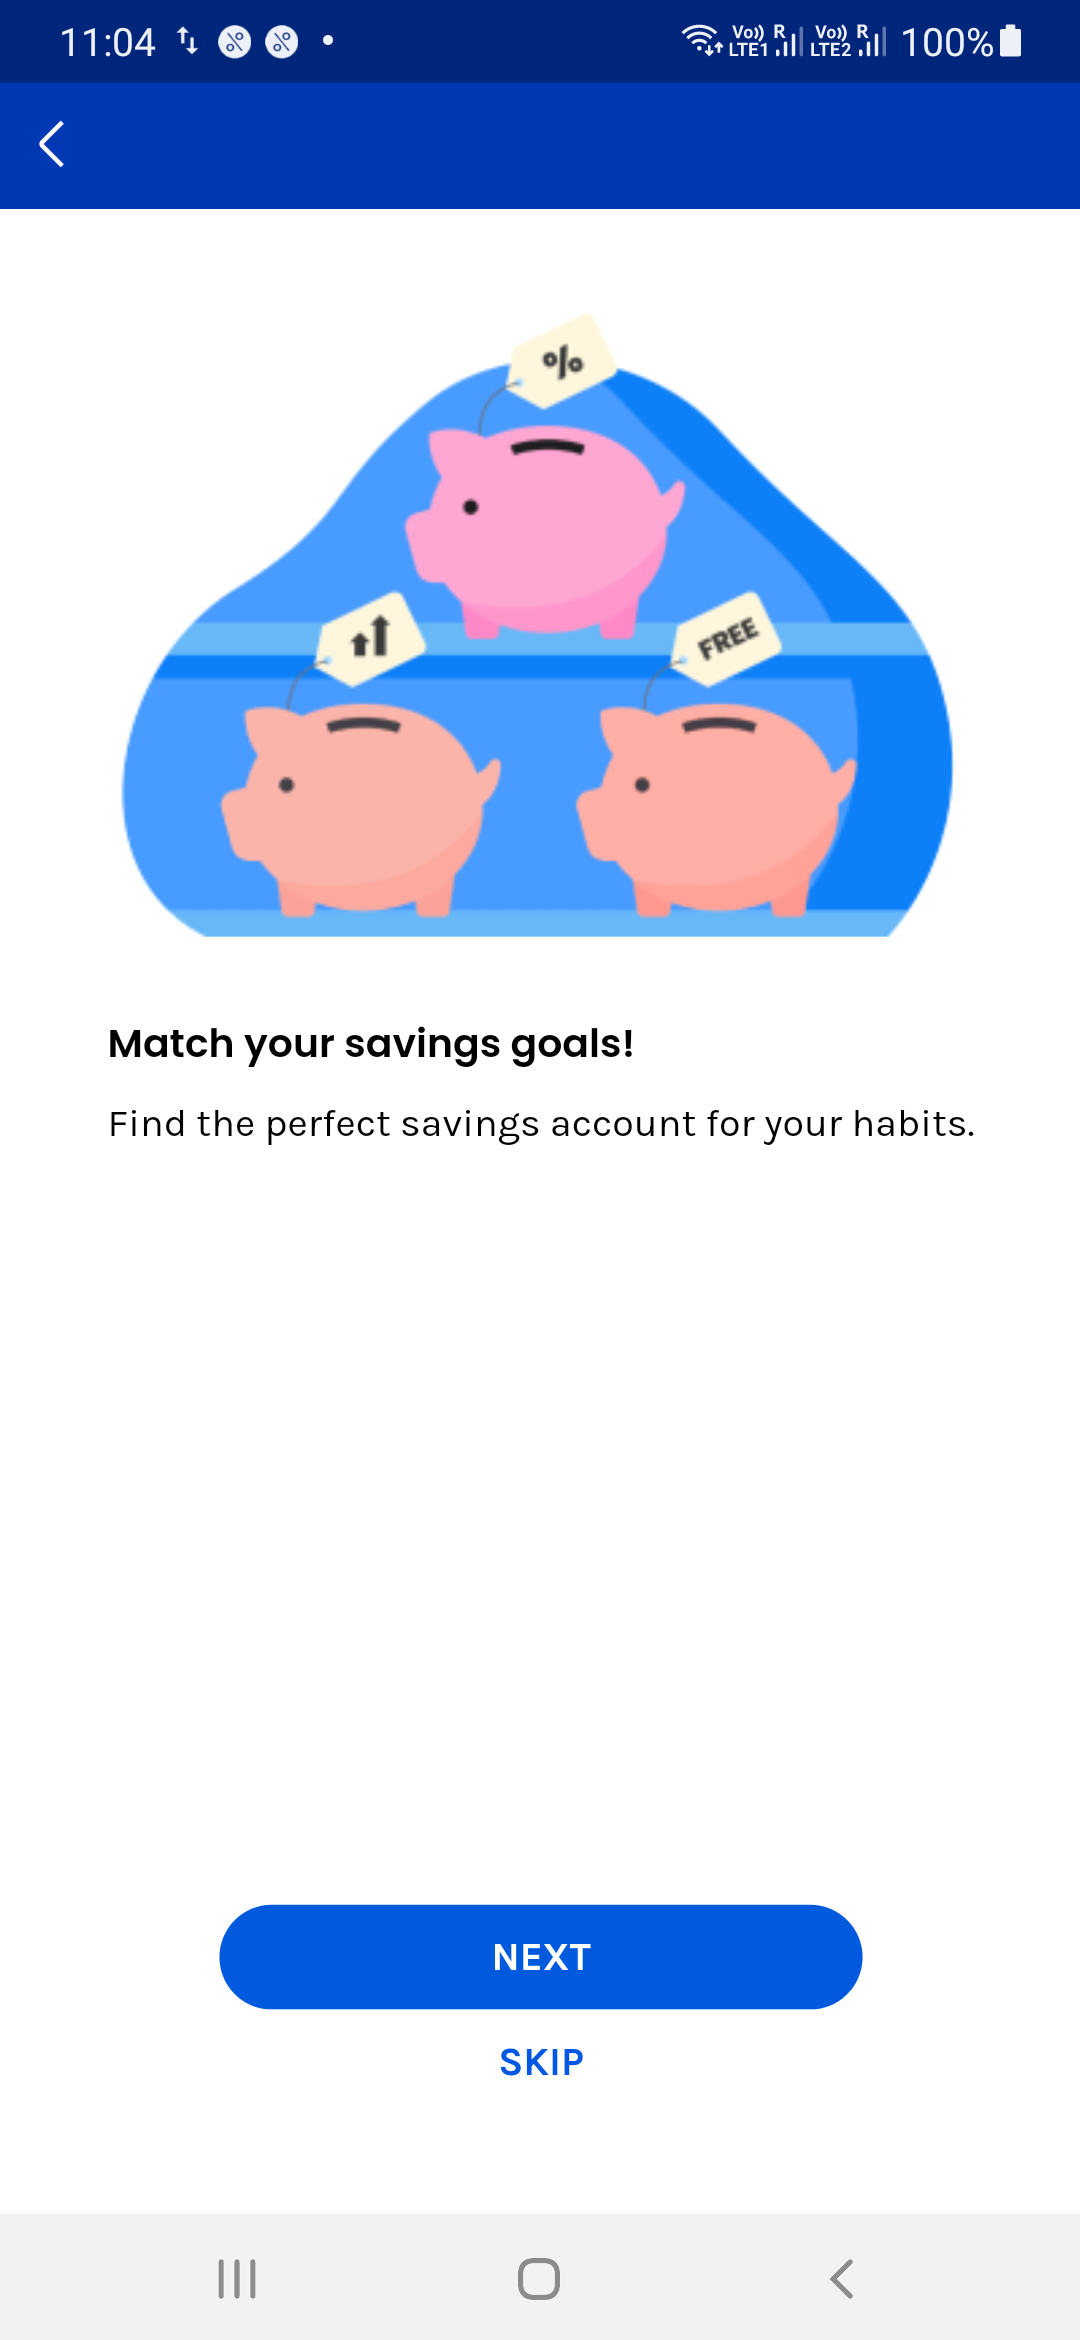 11:04
Vo)) LTE1 R Vo)) LTE2 R 100%
%
FREE
Match your savings goals!
Find the perfect savings account for your habits.
NEXT
SKIP